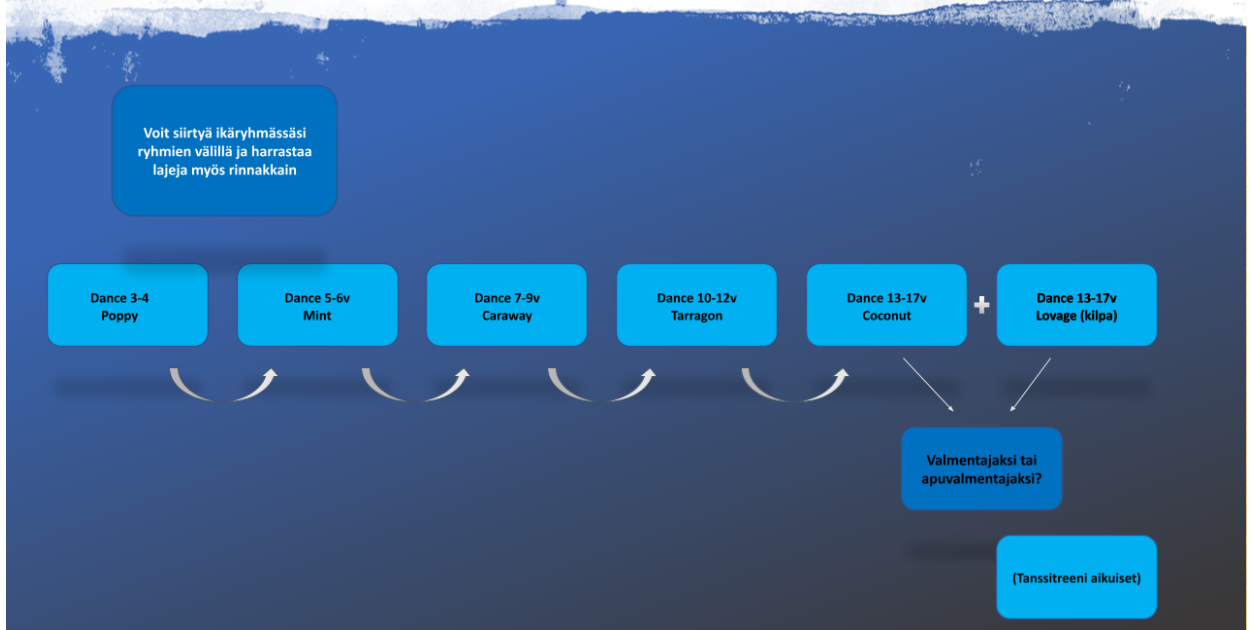 Voit siirtyä ikäryhmässäsi
ryhmien välillä ja harrastaa
lajeja myös rinnakkain
Dance 3-4
Poppy
Dance 5-6v
Mint
Dance 7-9v
Caraway
Dance 10-12v
Tarragon
Dance 13-17v
Coconut
+
Dance 13-17v
Lovage (kilpa)
Valmentajaksi tai
apuvalmentajaksi?
(Tanssitreeni aikuiset)